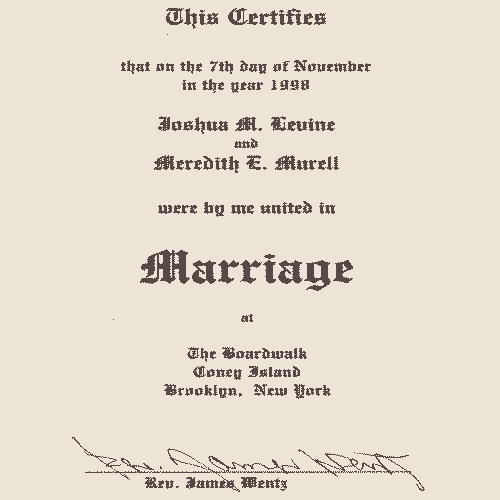 This Certifies
that on the 7th day of November
in the year 1998
Joshua M. Levine
and
Meredith E. Murell
were by me united in
Marriage
at
The Boardwalk
Coney Island
Brooklyn, New York
Rev. James Wentz
Rev. James Wentz